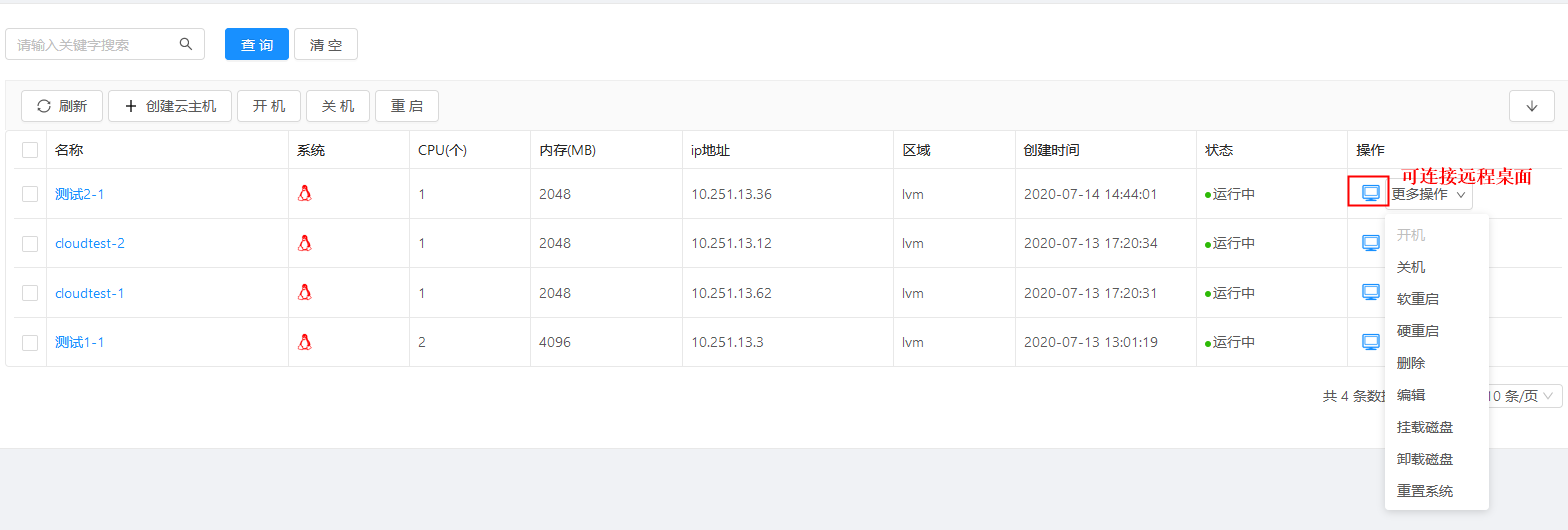 请输入关键字搜索 查 询 清 空
刷新 创建云主机 开 机 关 机 重 启
名称 系统 CPU(个) 内存(MB) ip地址 区域 创建时间 状态 操作
可连接远程桌面
测试2-1 1 2048 10.251.13.36 lvm 2020-07-14 14:44:01 运行中 更多操作
cloudtest-2 1 2048 10.251.13.12 lvm 2020-07-13 17:20:34 运行中
cloudtest-1 1 2048 10.251.13.62 lvm 2020-07-13 17:20:31 运行中
测试1-1 2 4096 10.251.13.3 lvm 2020-07-13 13:01:19 运行中
开机
关机
软重启
硬重启
删除
编辑
挂载磁盘
卸载磁盘
重置系统
共 4 条数 10 条/页